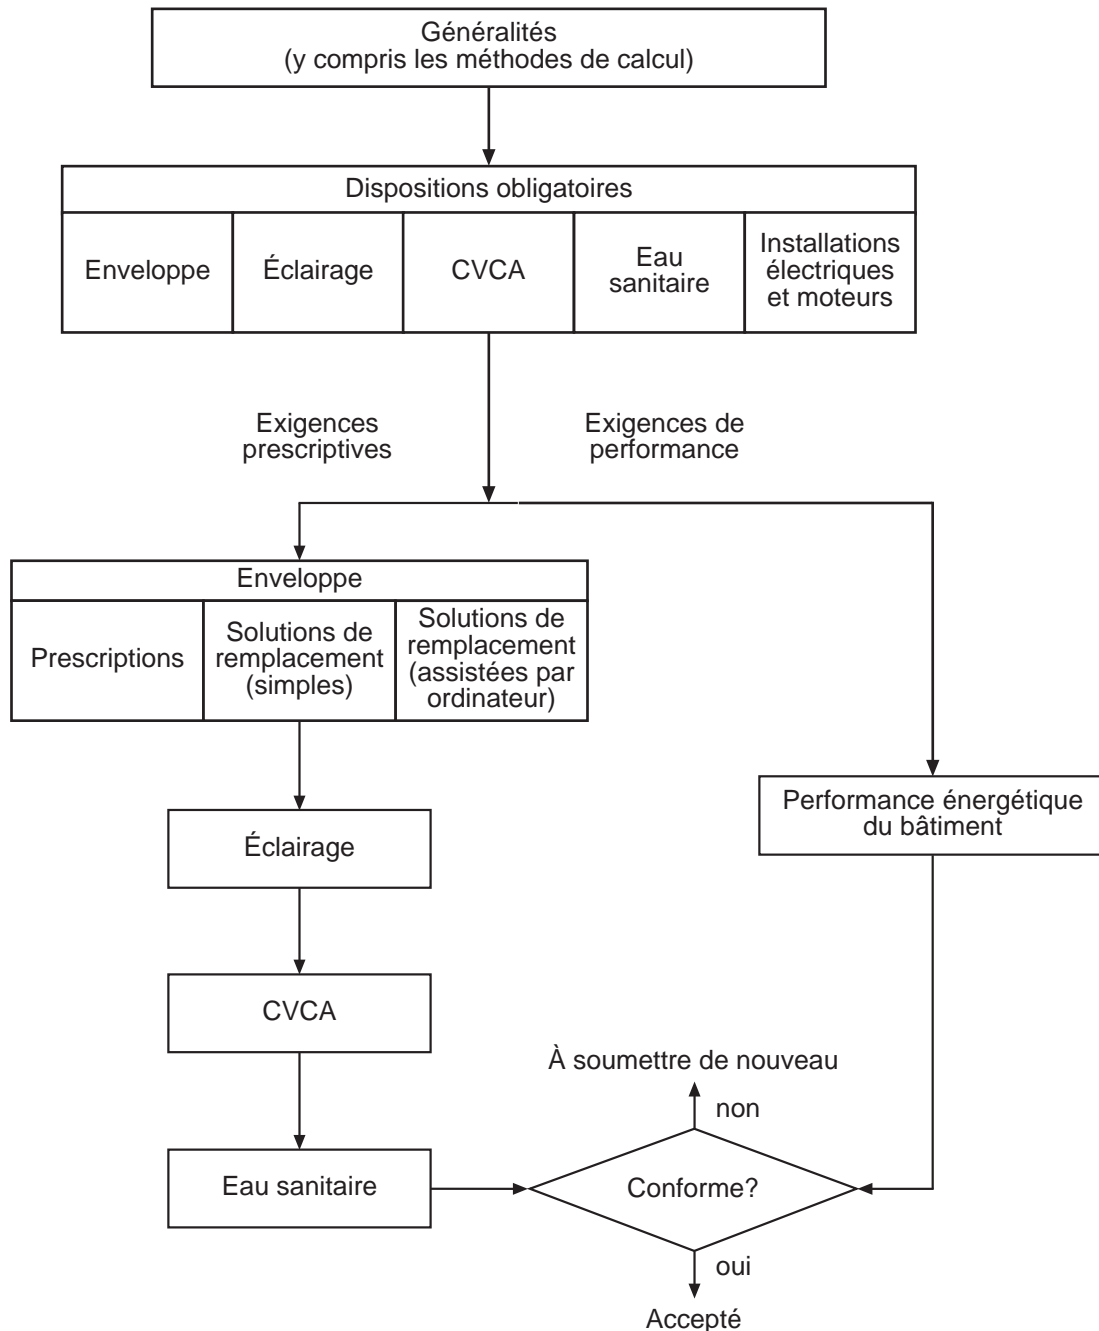 Généralités
(y compris les méthodes de calcul)
Dispositions obligatoires
Enveloppe
Éclairage
CVCA
Eau
sanitaire
Installations
électriques
et moteurs
Exigences
prescriptives
Exigences de
performance
Enveloppe
Prescriptions
Solutions de
remplacement
(simples)
Solutions de
remplacement
(assistées par
ordinateur)
Éclairage
Performance énergétique
du bâtiment
CVCA
À soumettre de nouveau
non
Eau sanitaire
Conforme?
oui
Accepté